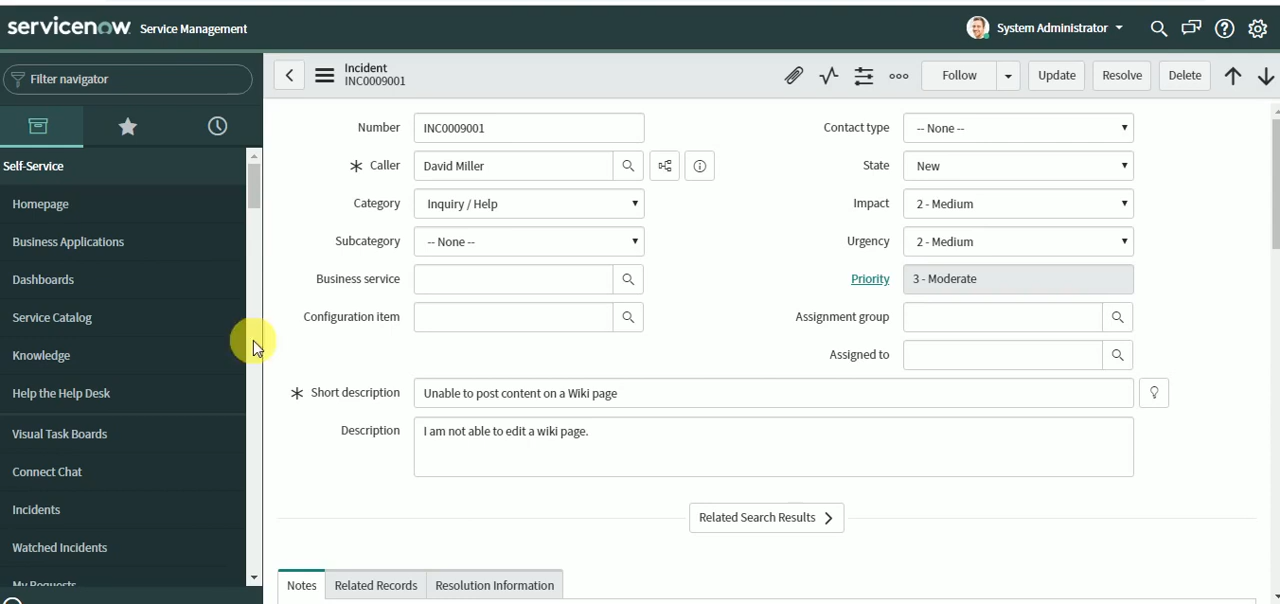 servicenow Service Management
System Administrator
Filter navigator
Incident
INC0009001
Follow
Update
Resolve
Delete
Self-Service
Homepage
Business Applications
Dashboards
Service Catalog
Knowledge
Help the Help Desk
Visual Task Boards
Connect Chat
Incidents
Watched Incidents
My Requests
Number INC0009001
Caller David Miller
Category Inquiry / Help
Subcategory -- None --
Business service
Configuration item
Contact type -- None --
State New
Impact 2 - Medium
Urgency 2 - Medium
Priority 3 - Moderate
Assignment group
Assigned to
Short description Unable to post content on a Wiki page
Description I am not able to edit a wiki page.
Related Search Results
Notes Related Records Resolution Information